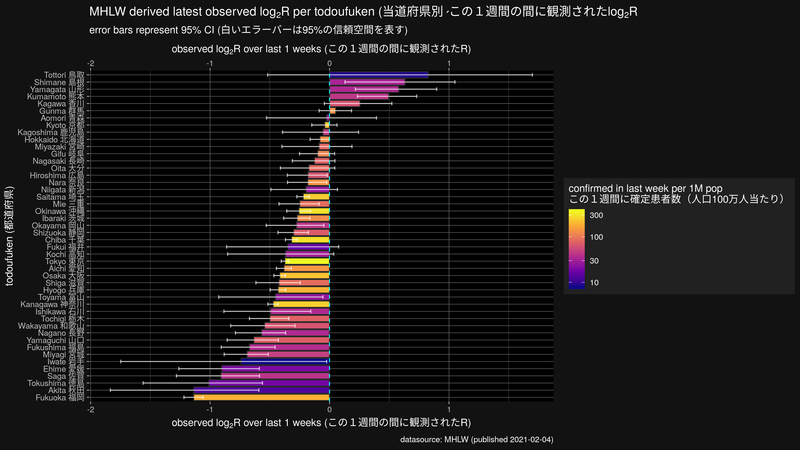 MHLW derived latest observed log2R per todoufuken (当道府県別 -この１週間の間に観測されたlog2R
error bars represent 95% CI (白いエラーバーは95%の信頼空間を表す)
observed log2R over last 1 weeks (この１週間の間に観測されたR)
-2 -1 0 1
todoufuken (都道府県)
Tottori 鳥取
Shimane 島根
Yamagata 山形
Kumamoto 熊本
Kagawa 香川
Gunma 群馬
Aomori 青森
Kyoto 京都
Kagoshima 鹿児島
Hokkaido 北海道
Miyazaki 宮崎
Gifu 岐阜
Nagasaki 長崎
Oita 大分
Hiroshima 広島
Nara 奈良
Niigata 新潟
Saitama 埼玉
Mie 三重
Okinawa 沖縄
Ibaraki 茨城
Okayama 岡山
Shizuoka 静岡
Chiba 千葉
Fukui 福井
Kochi 高知
Tokyo 東京
Aichi 愛知
Osaka 大阪
Shiga 滋賀
Hyogo 兵庫
Toyama 富山
Kanagawa 神奈川
Ishikawa 石川
Tochigi 栃木
Wakayama 和歌山
Nagano 長野
Yamaguchi 山口
Fukushima 福島
Miyagi 宮城
Iwate 岩手
Ehime 愛媛
Saga 佐賀
Tokushima 徳島
Akita 秋田
Fukuoka 福岡
-2 -1 0 1
observed log2R over last 1 weeks (この１週間の間に観測されたR)
confirmed in last week per 1M pop
この１週間に確定患者数（人口100万人当たり）
300
100
30
10
datasource: MHLW (published 2021-02-04)